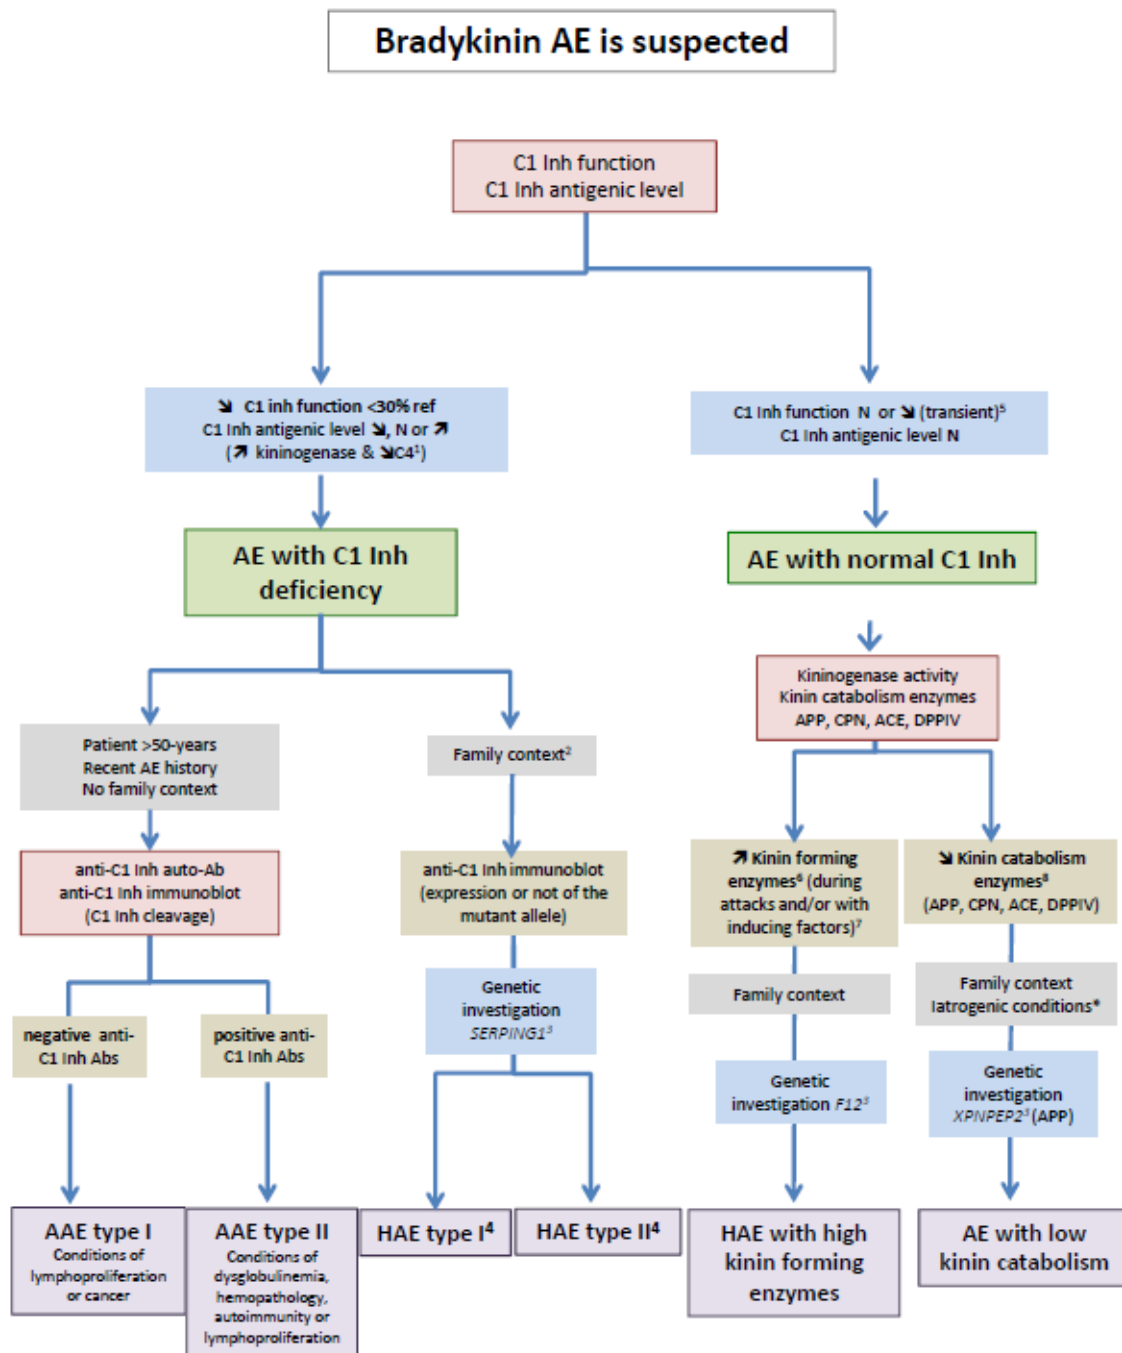 Bradykinin AE is suspected
C1 Inh function
C1 Inh antigenic level
➘ C1 inh function <30% ref
C1 Inh antigenic level ➘, N or ➚
(➚ kininogenase & ➘C4¹)
C1 Inh function N or ➘ (transient)⁵
C1 Inh antigenic level N
AE with C1 Inh
deficiency
AE with normal C1 Inh
Kininogenase activity
Kinin catabolism enzymes
APP, CPN, ACE, DPPIV
Patient >50-years
Recent AE history
No family context
Family context²
anti-C1 Inh auto-Ab
anti-C1 Inh immunoblot
(C1 Inh cleavage)
anti-C1 Inh immunoblot
(expression or not of the
mutant allele)
➚ Kinin forming
enzymes⁶ (during
attacks and/or with
inducing factors)⁷
➘ Kinin catabolism
enzymes⁸
(APP, CPN, ACE, DPPIV)
Genetic
investigation
SERPING1³
Family context
Family context
Iatrogenic conditions*
negative anti-
C1 Inh Abs
positive anti-
C1 Inh Abs
Genetic
investigation F12³
Genetic
investigation
XPNPEP2³ (APP)
AAE type I
Conditions of
lymphoproliferation
or cancer
AAE type II
Conditions of
dysglobulinemia,
hemopathology,
autoimmunity or
lymphoproliferation
HAE type I⁴
HAE type II⁴
HAE with high
kinin forming
enzymes
AE with low
kinin catabolism